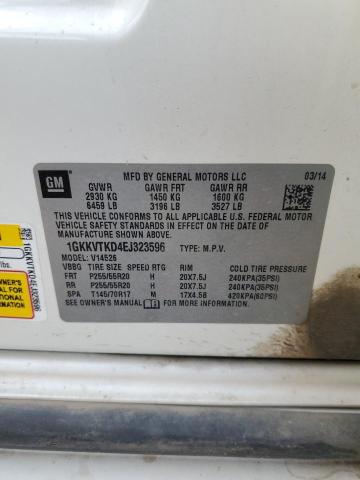 GM
MFD BY GENERAL MOTORS LLC 03/14
GVWR GAWR FRT GAWR RR
2930 KG 1450 KG 1600 KG
6459 LB 3196 LB 3527 LB
THIS VEHICLE CONFORMS TO ALL APPLICABLE U.S. FEDERAL MOTOR
VEHICLE SAFETY STANDARDS IN EFFECT ON THE
DATE OF MANUFACTURE SHOWN ABOVE.
1GKKVTKD4EJ323596 TYPE: M.P.V.
MODEL: V14526
VBBG TIRE SIZE SPEED RTG RIM COLD TIRE PRESSURE
FRT P255/55R20 H 20X7.5J 240KPA(35PSI)
RR P255/55R20 H 20X7.5J 240KPA(35PSI)
SPA T145/70R17 M 17X4.5B 420KPA(60PSI)
SEE OWNER'S MANUAL FOR MORE INFORMATION.
1GKKVTKD4EJ323596
lbs.
OWNER'S